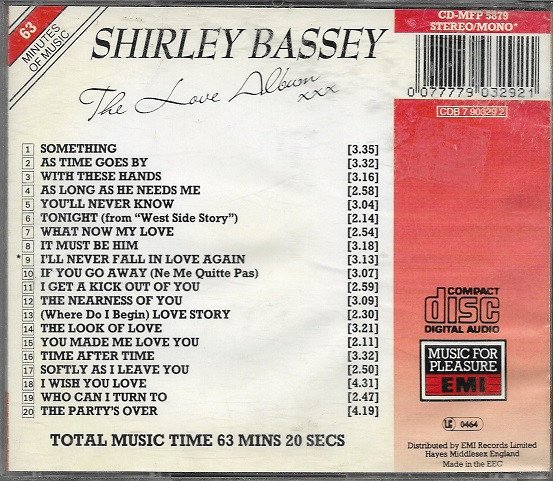 63
MINUTES
OF MUSIC
SHIRLEY BASSEY
The Love Album
xxx
CD-MFP 5879
STEREO/MONO*
0 077779 032921
CDB 7 90329 2
1 SOMETHING [3.35]
2 AS TIME GOES BY [3.32]
3 WITH THESE HANDS [3.16]
4 AS LONG AS HE NEEDS ME [2.58]
5 YOU'LL NEVER KNOW [3.04]
6 TONIGHT (from "West Side Story") [2.14]
7 WHAT NOW MY LOVE [2.54]
8 IT MUST BE HIM [3.18]
* 9 I'LL NEVER FALL IN LOVE AGAIN [3.13]
10 IF YOU GO AWAY (Ne Me Quitte Pas) [3.07]
11 I GET A KICK OUT OF YOU [2.59]
12 THE NEARNESS OF YOU [3.09]
13 (Where Do I Begin) LOVE STORY [2.30]
14 THE LOOK OF LOVE [3.21]
15 YOU MADE ME LOVE YOU [2.11]
16 TIME AFTER TIME [3.32]
17 SOFTLY AS I LEAVE YOU [2.50]
18 I WISH YOU LOVE [4.31]
19 WHO CAN I TURN TO [2.47]
20 THE PARTY'S OVER [4.19]
TOTAL MUSIC TIME 63 MINS 20 SECS
COMPACT
disc
DIGITAL AUDIO
MUSIC FOR
PLEASURE
EMI
LC 0464
Distributed by EMI Records Limited
Hayes Middlesex England
Made in the EEC